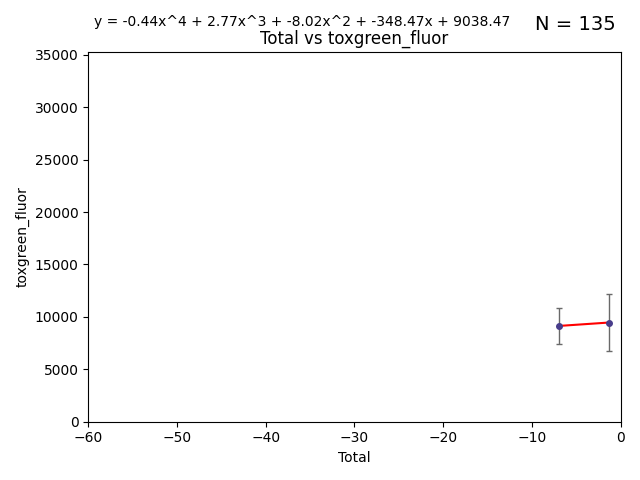 y = -0.44x^4 + 2.77x^3 + -8.02x^2 + -348.47x + 9038.47
N = 135
Total vs toxgreen_fluor
35000
30000
25000
20000
15000
10000
5000
0
toxgreen_fluor
−60 −50 −40 −30 −20 −10 0
Total